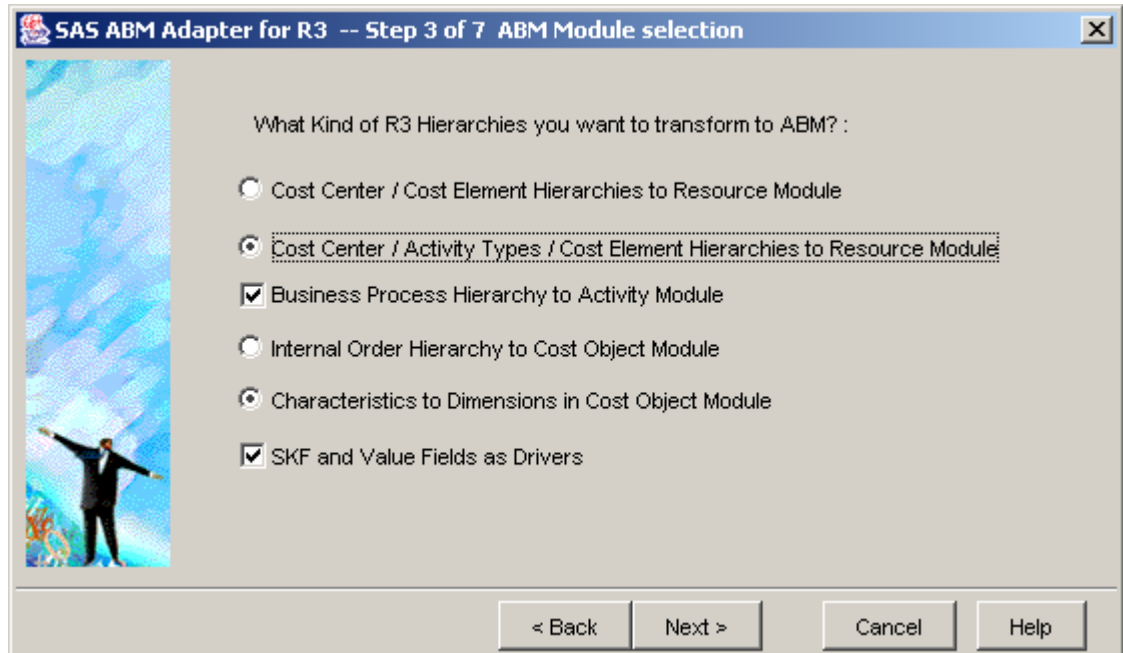 SAS ABM Adapter for R3 -- Step 3 of 7 ABM Module selection
What Kind of R3 Hierarchies you want to transform to ABM? :
Cost Center / Cost Element Hierarchies to Resource Module
Cost Center / Activity Types / Cost Element Hierarchies to Resource Module
Business Process Hierarchy to Activity Module
Internal Order Hierarchy to Cost Object Module
Characteristics to Dimensions in Cost Object Module
SKF and Value Fields as Drivers
< Back Next > Cancel Help